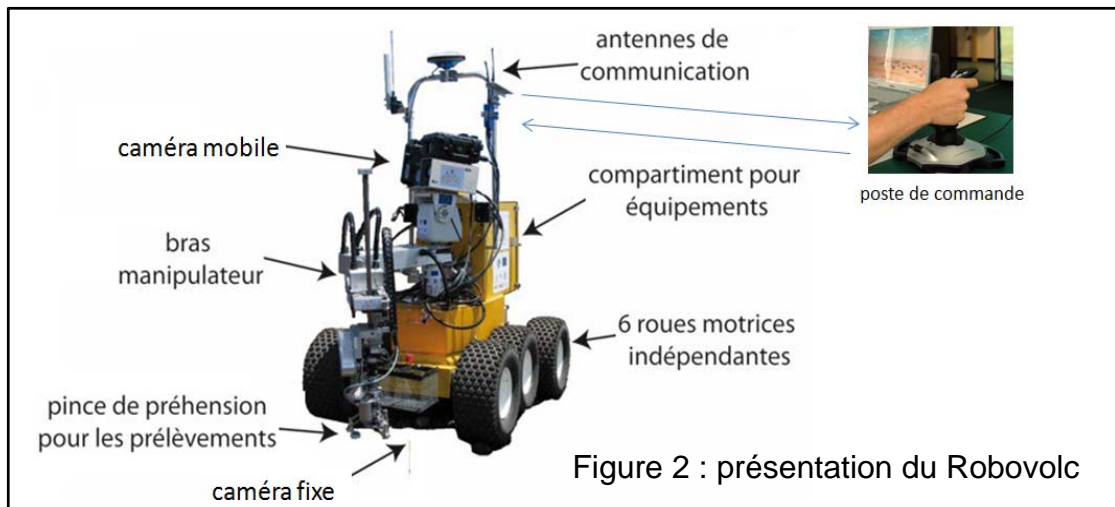 antennes de
communication
caméra mobile
poste de commande
compartiment pour
équipements
bras
manipulateur
6 roues motrices
indépendantes
pince de préhension
pour les prélèvements
caméra fixe
Figure 2 : présentation du Robovolc